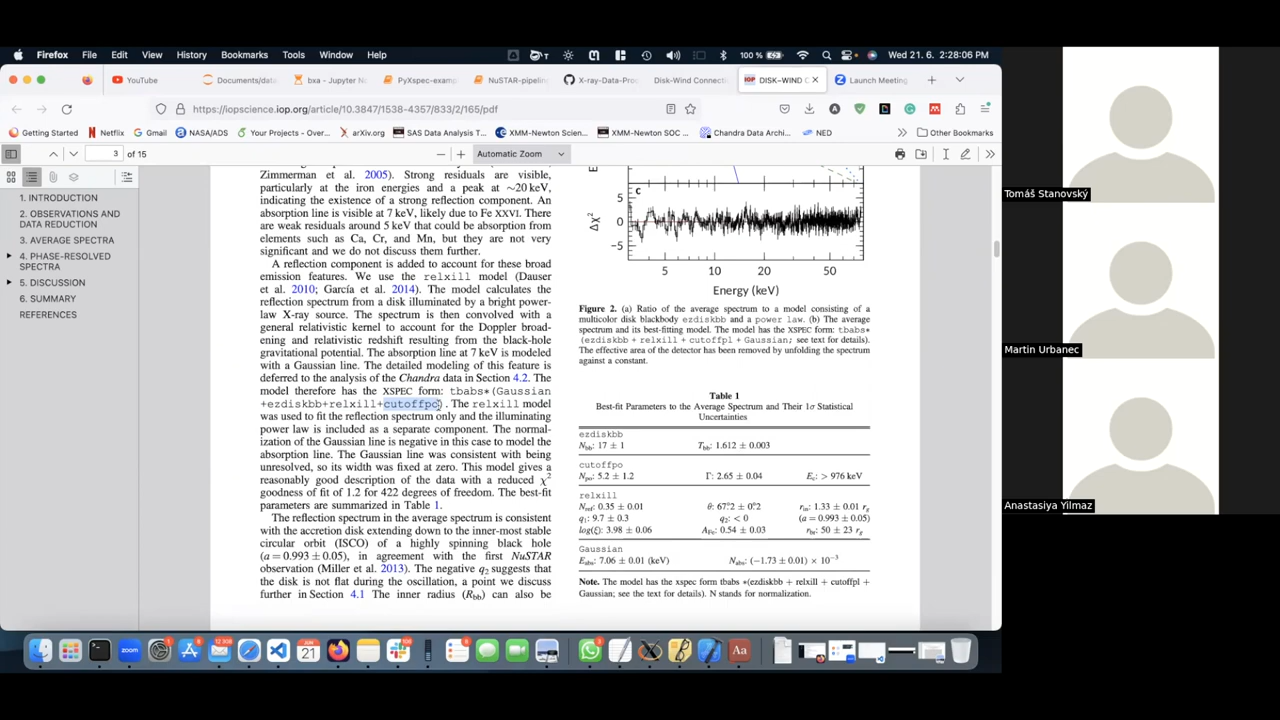 Firefox File Edit View History Bookmarks Tools Window Help 100 % Wed 21. 6. 2:28:06 PM
YouTube Documents/data bxa - Jupyter No PyXspec-exam NuSTAR-pipelin X-ray-Data-Pro Disk-Wind Connecti IOP DISK–WIND C Launch Meeting
https://iopscience.iop.org/article/10.3847/1538-4357/833/2/165/pdf
Getting Started Netflix Gmail NASA/ADS Your Projects - Over... arXiv.org SAS Data Analysis T... XMM-Newton Scien... XMM-Newton SOC ... Chandra Data Archi... NED Other Bookmarks
3 of 15 Automatic Zoom
1. INTRODUCTION
2. OBSERVATIONS AND
DATA REDUCTION
3. AVERAGE SPECTRA
4. PHASE-RESOLVED
SPECTRA
5. DISCUSSION
6. SUMMARY
REFERENCES
Zimmerman et al. 2005). Strong residuals are visible,
particularly at the iron energies and a peak at ~20 keV,
indicating the existence of a strong reflection component. An
absorption line is visible at 7 keV, likely due to Fe XXVI. There
are weak residuals around 5 keV that could be absorption from
elements such as Ca, Cr, and Mn, but they are not very
significant and we do not discuss them further.
A reflection component is added to account for these broad
emission features. We use the relxill model (Dauser
et al. 2010; García et al. 2014). The model calculates the
reflection spectrum from a disk illuminated by a bright power-
law X-ray source. The spectrum is then convolved with a
general relativistic kernel to account for the Doppler broad-
ening and relativistic redshift resulting from the black-hole
gravitational potential. The absorption line at 7 keV is modeled
with a Gaussian line. The detailed modeling of this feature is
deferred to the analysis of the Chandra data in Section 4.2. The
model therefore has the XSPEC form: tbabs*(Gaussian
+ezdiskbb+relxill+cutoffpo). The relxill model
was used to fit the reflection spectrum only and the illuminating
power law is included as a separate component. The normal-
ization of the Gaussian line is negative in this case to model the
absorption line. The Gaussian line was consistent with being
unresolved, so its width was fixed at zero. This model gives a
reasonably good description of the data with a reduced χ²
goodness of fit of 1.2 for 422 degrees of freedom. The best-fit
parameters are summarized in Table 1.
The reflection spectrum in the average spectrum is consistent
with the accretion disk extending down to the inner-most stable
circular orbit (ISCO) of a highly spinning black hole
(a = 0.993 ± 0.05), in agreement with the first NuSTAR
observation (Miller et al. 2013). The negative q₂ suggests that
the disk is not flat during the oscillation, a point we discuss
further in Section 4.1 The inner radius (Rbb) can also be
C
Δχ²
5
0
−5
5 10 20 50
Energy (keV)
Figure 2. (a) Ratio of the average spectrum to a model consisting of a
multicolor disk blackbody ezdiskbb and a power law. (b) The average
spectrum and its best-fitting model. The model has the XSPEC form: tbabs*
(ezdiskbb + relxill + cutoffpl + Gaussian; see text for details).
The effective area of the detector has been removed by unfolding the spectrum
against a constant.
Table 1
Best-fit Parameters to the Average Spectrum and Their 1σ Statistical
Uncertainties
ezdiskbb
Nbb: 17 ± 1 Tbb: 1.612 ± 0.003
cutoffpo
Npo: 5.2 ± 1.2 Γ: 2.65 ± 0.04 Ec: > 976 keV
relxill
Nref: 0.35 ± 0.01 θ: 67°.2 ± 0°.2 rin: 1.33 ± 0.01 rg
q₁: 9.7 ± 0.3 q₂: < 0 (a = 0.993 ± 0.05)
log(ξ): 3.98 ± 0.06 AFe: 0.54 ± 0.03 rbr: 50 ± 23 rg
Gaussian
Eabs: 7.06 ± 0.01 (keV) Nabs: (−1.73 ± 0.01) × 10⁻³
Note. The model has the xspec form tbabs *(ezdiskbb + relxill + cutoffpl +
Gaussian; see the text for details). N stands for normalization.
Tomáš Stanovský
Martin Urbanec
Anastasiya Yilmaz